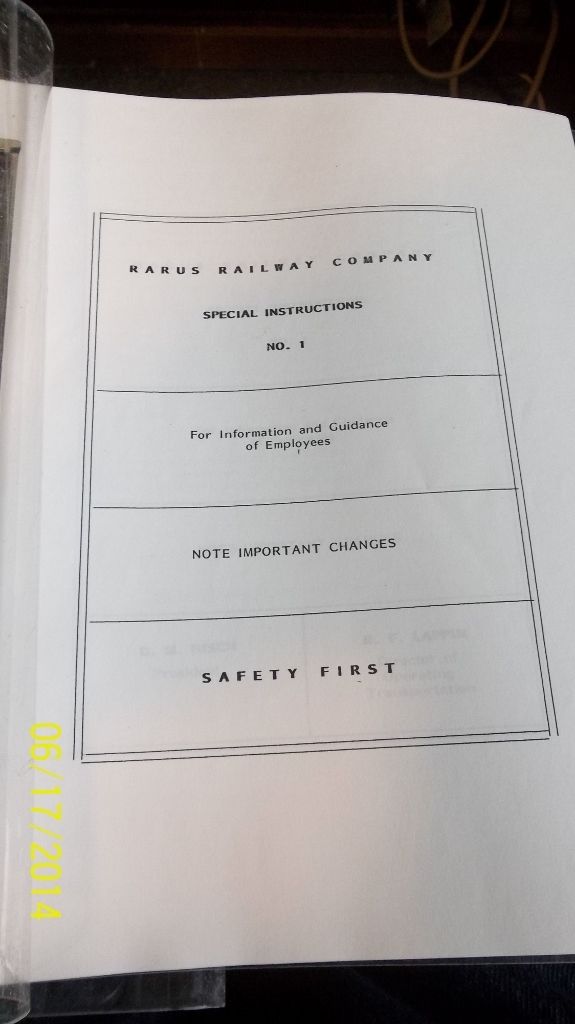 RARUS RAILWAY COMPANY
SPECIAL INSTRUCTIONS
NO. 1
For Information and Guidance
of Employees
NOTE IMPORTANT CHANGES
SAFETY FIRST
06/17/2014